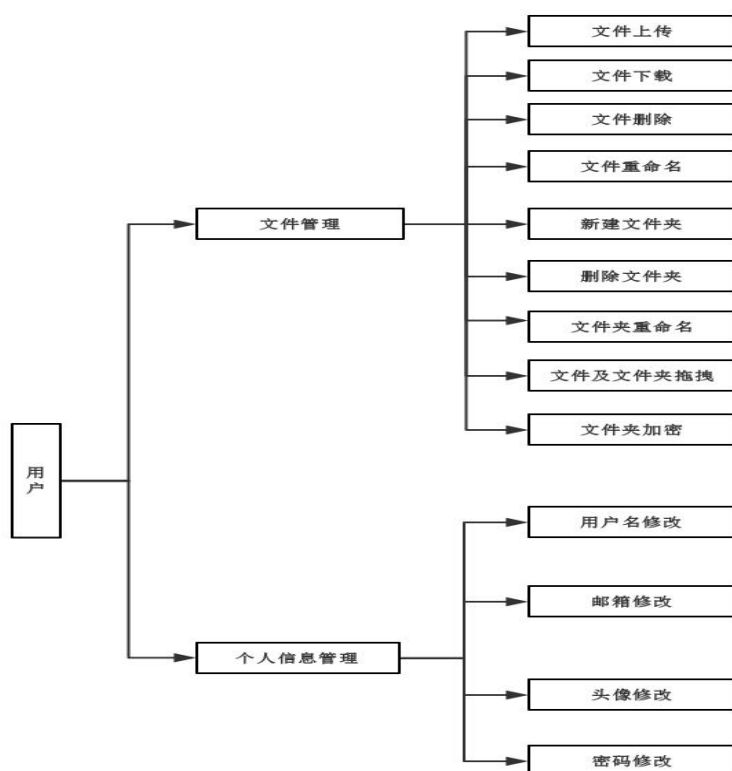 文件上传
文件下载
文件删除
文件重命名
文件管理
新建文件夹
删除文件夹
文件夹重命名
文件及文件夹拖拽
文件夹加密
用户
用户名修改
邮箱修改
个人信息管理
头像修改
密码修改